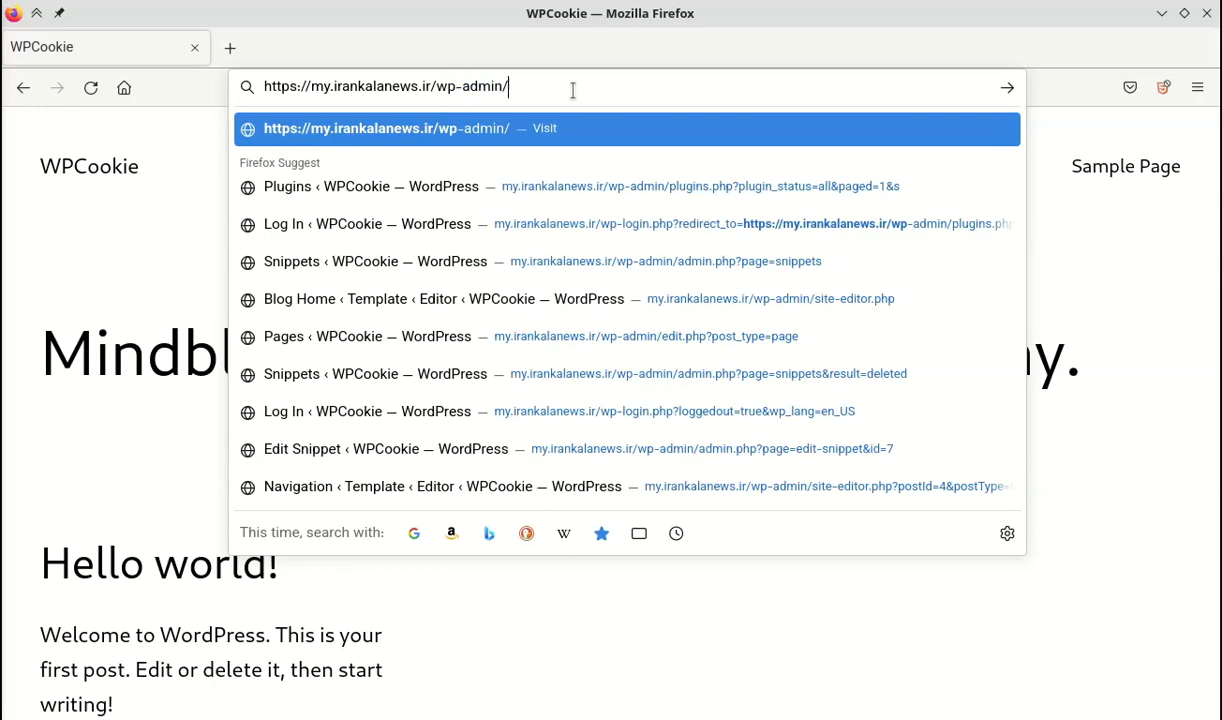 WPCookie — Mozilla Firefox
WPCookie
https://my.irankalanews.ir/wp-admin/
https://my.irankalanews.ir/wp-admin/ — Visit
Firefox Suggest
Plugins ‹ WPCookie — WordPress — my.irankalanews.ir/wp-admin/plugins.php?plugin_status=all&paged=1&s
Log In ‹ WPCookie — WordPress — my.irankalanews.ir/wp-login.php?redirect_to=https://my.irankalanews.ir/wp-admin/plugins.php
Snippets ‹ WPCookie — WordPress — my.irankalanews.ir/wp-admin/admin.php?page=snippets
Blog Home ‹ Template ‹ Editor ‹ WPCookie — WordPress — my.irankalanews.ir/wp-admin/site-editor.php
Pages ‹ WPCookie — WordPress — my.irankalanews.ir/wp-admin/edit.php?post_type=page
Snippets ‹ WPCookie — WordPress — my.irankalanews.ir/wp-admin/admin.php?page=snippets&result=deleted
Log In ‹ WPCookie — WordPress — my.irankalanews.ir/wp-login.php?loggedout=true&wp_lang=en_US
Edit Snippet ‹ WPCookie — WordPress — my.irankalanews.ir/wp-admin/admin.php?page=edit-snippet&id=7
Navigation ‹ Template ‹ Editor ‹ WPCookie — WordPress — my.irankalanews.ir/wp-admin/site-editor.php?postId=4&postType=
This time, search with:
WPCookie
Sample Page
Mindbl
y.
Hello world!
Welcome to WordPress. This is your
first post. Edit or delete it, then start
writing!